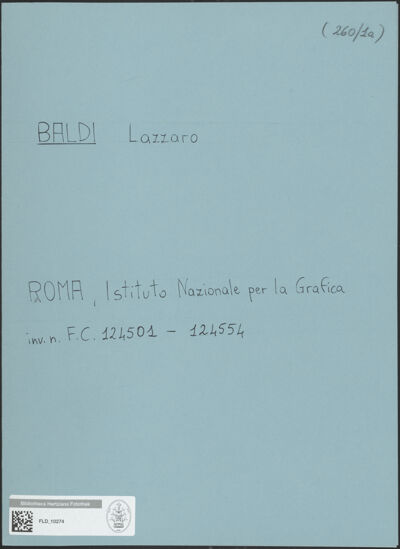 (260/1a)
BALDI Lazzaro
ROMA, Istituto Nazionale per la Grafica
inv. n. F.C. 124501 – 124554
Bibliotheca Hertziana Fotothek
FLD_10274